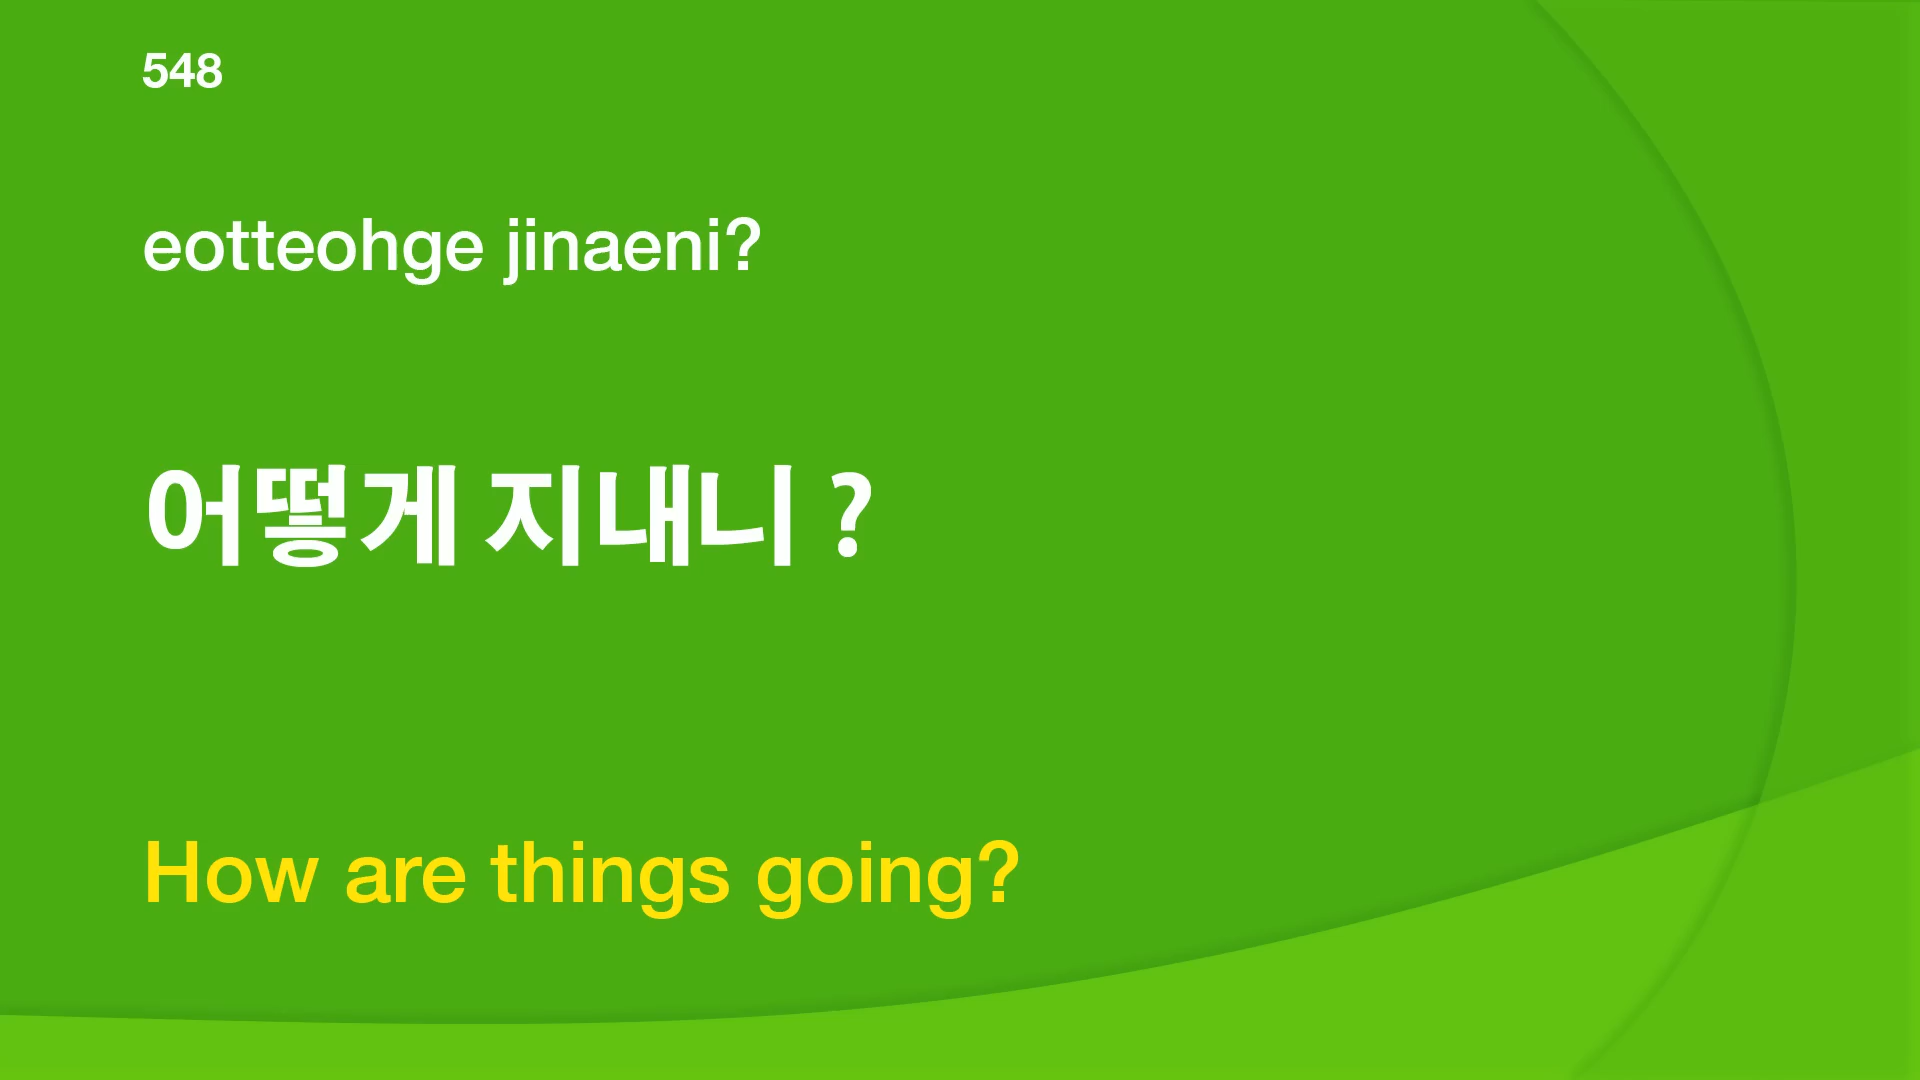 548
eotteohge jinaeni?
어떻게 지내니 ?
How are things going?